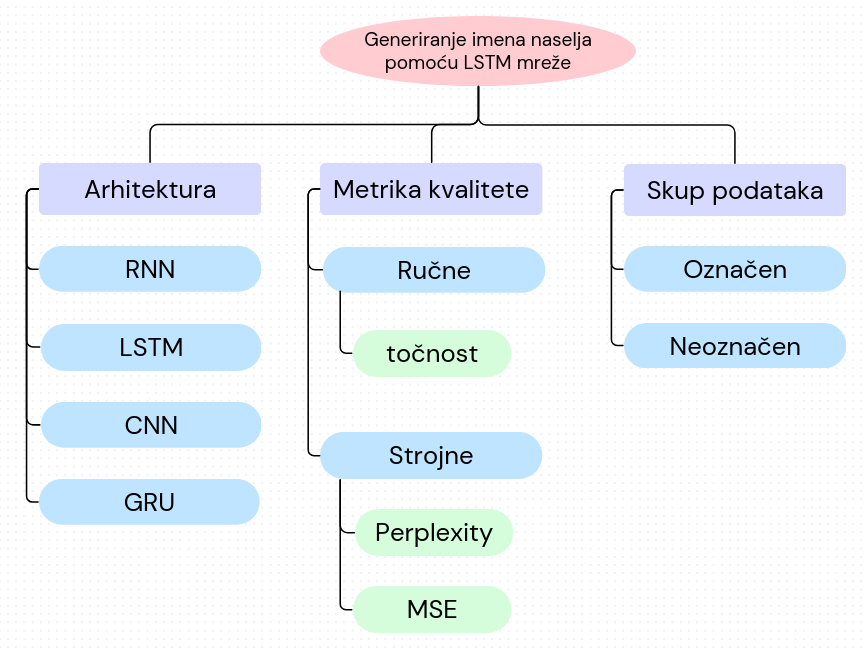 Generiranje imena naselja
pomoću LSTM mreže
Arhitektura
RNN
LSTM
CNN
GRU
Metrika kvalitete
Ručne
točnost
Strojne
Perplexity
MSE
Skup podataka
Označen
Neoznačen